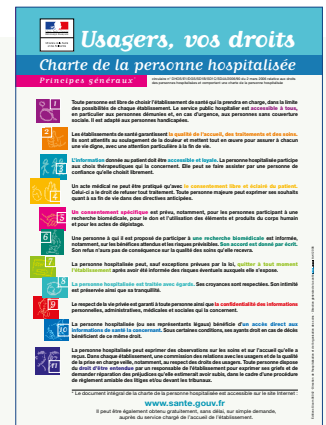 Usagers, vos droits
Charte de la personne hospitalisée
Principes généraux*
1
Toute personne est libre de choisir l'établissement de santé qui la prendra en charge, dans la limite
des possibilités de chaque établissement. Le service public hospitalier est accessible à tous,
en particulier aux personnes démunies et, en cas d'urgence, aux personnes sans couverture
sociale. Il est adapté aux personnes handicapées.
2
Les établissements de santé garantissent la qualité de l'accueil, des traitements et des soins.
Ils sont attentifs au soulagement de la douleur et mettent tout en œuvre pour assurer à chacun
une vie digne, avec une attention particulière à la fin de vie.
3
L'information donnée au patient doit être accessible et loyale. La personne hospitalisée participe
aux choix thérapeutiques qui la concernent. Elle peut se faire assister par une personne de
confiance qu'elle choisit librement.
4
Un acte médical ne peut être pratiqué qu'avec le consentement libre et éclairé du patient.
Celui-ci a le droit de refuser tout traitement. Toute personne majeure peut exprimer ses souhaits
quant à sa fin de vie dans des directives anticipées.
5
Un consentement spécifique est prévu, notamment, pour les personnes participant à une
recherche biomédicale, pour le don et l'utilisation des éléments et produits du corps humain
et pour les actes de dépistage.
6
Une personne à qui il est proposé de participer à une recherche biomédicale est informée,
notamment, sur les bénéfices attendus et les risques prévisibles. Son accord est donné par écrit.
Son refus n'aura pas de conséquence sur la qualité des soins qu'elle recevra.
7
La personne hospitalisée peut, sauf exceptions prévues par la loi, quitter à tout moment
l'établissement après avoir été informée des risques éventuels auxquels elle s'expose.
8
La personne hospitalisée est traitée avec égards. Ses croyances sont respectées. Son intimité
est préservée ainsi que sa tranquillité.
9
Le respect de la vie privée est garanti à toute personne ainsi que la confidentialité des informations
personnelles, administratives, médicales et sociales qui la concernent.
10
La personne hospitalisée (ou ses représentants légaux) bénéficie d'un accès direct aux
informations de santé la concernant. Sous certaines conditions, ses ayants droit en cas de décès
bénéficient de ce même droit.
11
La personne hospitalisée peut exprimer des observations sur les soins et sur l'accueil qu'elle a
reçus. Dans chaque établissement, une commission des relations avec les usagers et de la qualité
de la prise en charge veille, notamment, au respect des droits des usagers. Toute personne dispose
du droit d'être entendue par un responsable de l'établissement pour exprimer ses griefs et de
demander réparation des préjudices qu'elle estimerait avoir subis, dans le cadre d'une procédure
de règlement amiable des litiges et/ou devant les tribunaux.
* Le document intégral de la charte de la personne hospitalisée est accessible sur le site Internet :
www.sante.gouv.fr
Il peut être également obtenu gratuitement, sans délai, sur simple demande,
auprès du service chargé de l'accueil de l'établissement.